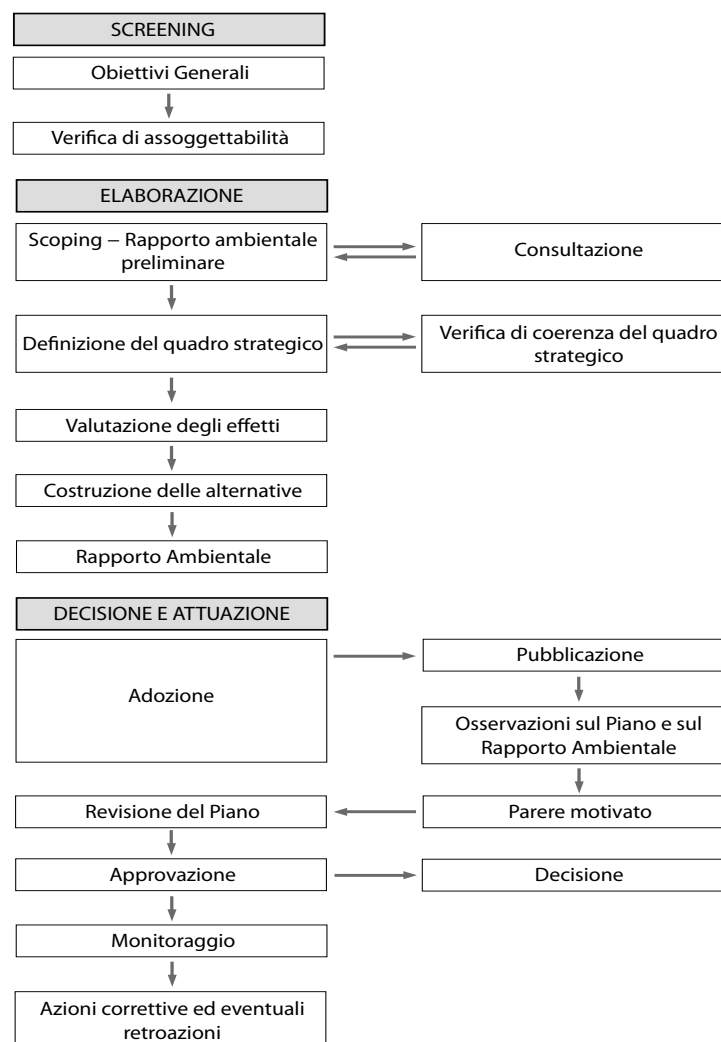 SCREENING
Obiettivi Generali
Verifica di assoggettabilità
ELABORAZIONE
Scoping – Rapporto ambientale
preliminare
Consultazione
Definizione del quadro strategico
Verifica di coerenza del quadro
strategico
Valutazione degli effetti
Costruzione delle alternative
Rapporto Ambientale
DECISIONE E ATTUAZIONE
Adozione
Pubblicazione
Osservazioni sul Piano e sul
Rapporto Ambientale
Revisione del Piano
Parere motivato
Approvazione
Decisione
Monitoraggio
Azioni correttive ed eventuali
retroazioni